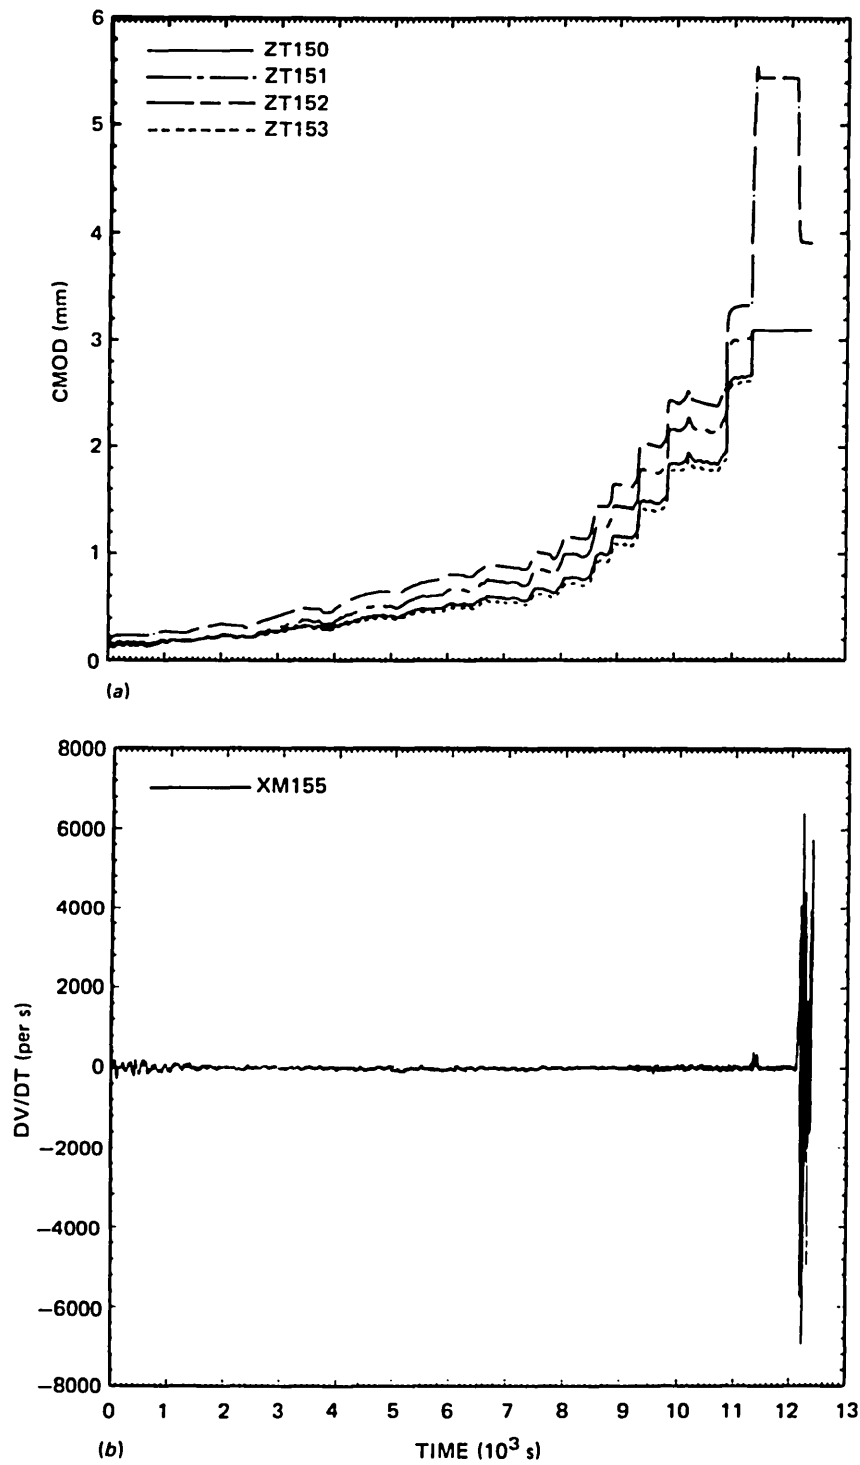 6
ZT150
ZT151
ZT152
ZT153
5
4
3
2
1
0
CMOD (mm)
(a)
8000
XM155
6000
4000
2000
0
−2000
−4000
−6000
−8000
DV/DT (per s)
0 1 2 3 4 5 6 7 8 9 10 11 12 13
(b)
TIME (10³ s)